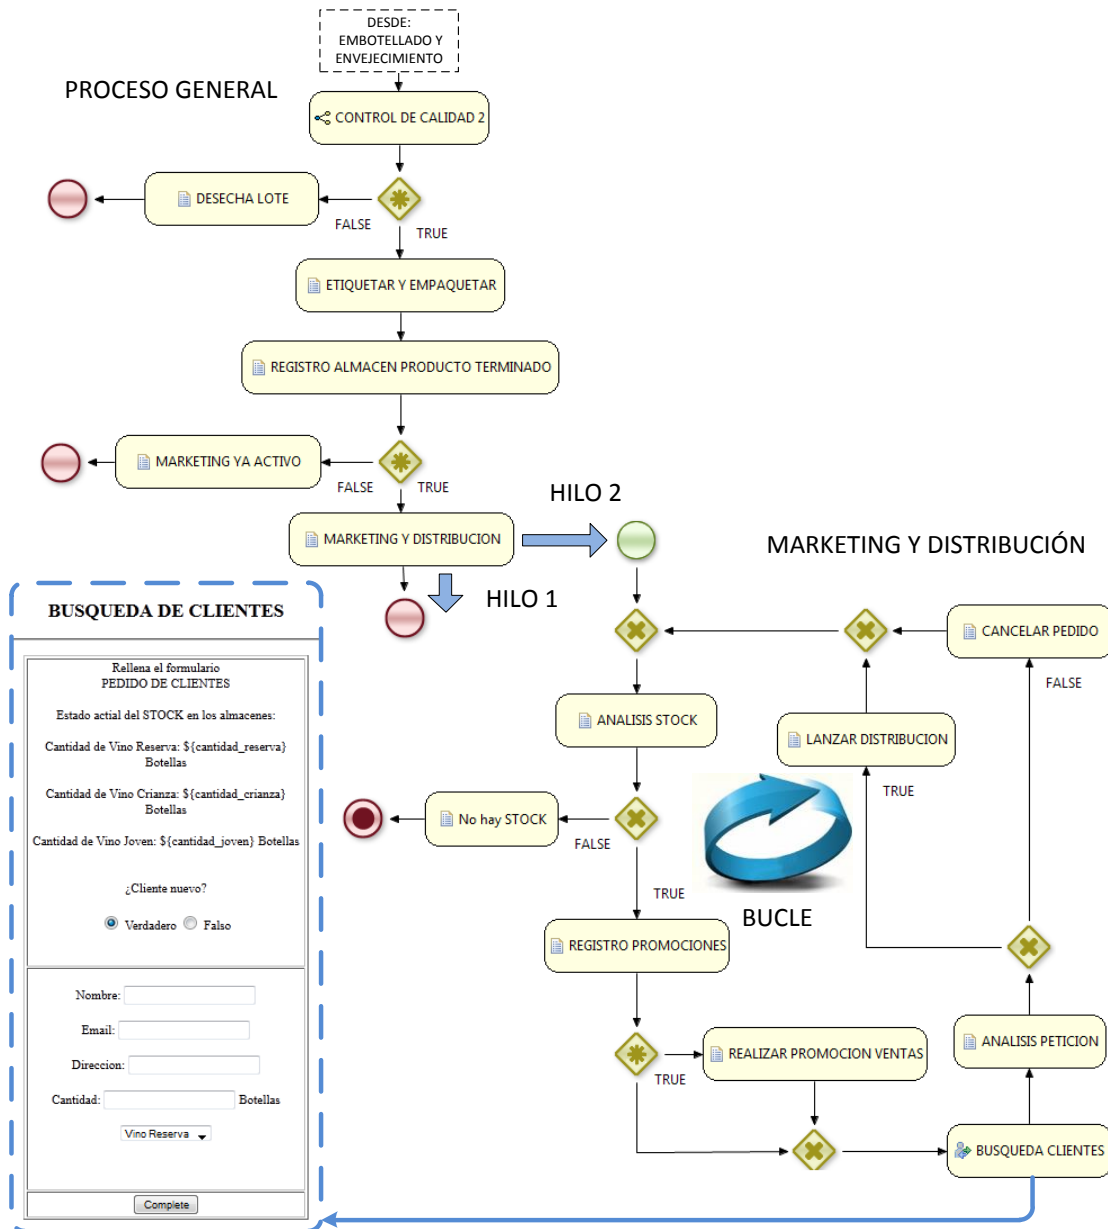 DESDE:
EMBOTELLADO Y
ENVEJECIMIENTO
PROCESO GENERAL
CONTROL DE CALIDAD 2
DESECHA LOTE
FALSE
TRUE
ETIQUETAR Y EMPAQUETAR
REGISTRO ALMACEN PRODUCTO TERMINADO
MARKETING YA ACTIVO
FALSE
TRUE
HILO 2
MARKETING Y DISTRIBUCION
MARKETING Y DISTRIBUCIÓN
HILO 1
BUSQUEDA DE CLIENTES
Rellena el formulario
PEDIDO DE CLIENTES
Estado actial del STOCK en los almacenes:
Cantidad de Vino Reserva: ${cantidad_reserva}
Botellas
Cantidad de Vino Crianza: ${cantidad_crianza}
Botellas
Cantidad de Vino Joven: ${cantidad_joven} Botellas
¿Cliente nuevo?
Verdadero Falso
Nombre:
Email:
Direccion:
Cantidad: Botellas
Vino Reserva
Complete
CANCELAR PEDIDO
FALSE
ANALISIS STOCK
LANZAR DISTRIBUCION
TRUE
No hay STOCK
FALSE
TRUE
BUCLE
REGISTRO PROMOCIONES
REALIZAR PROMOCION VENTAS
TRUE
ANALISIS PETICION
BUSQUEDA CLIENTES